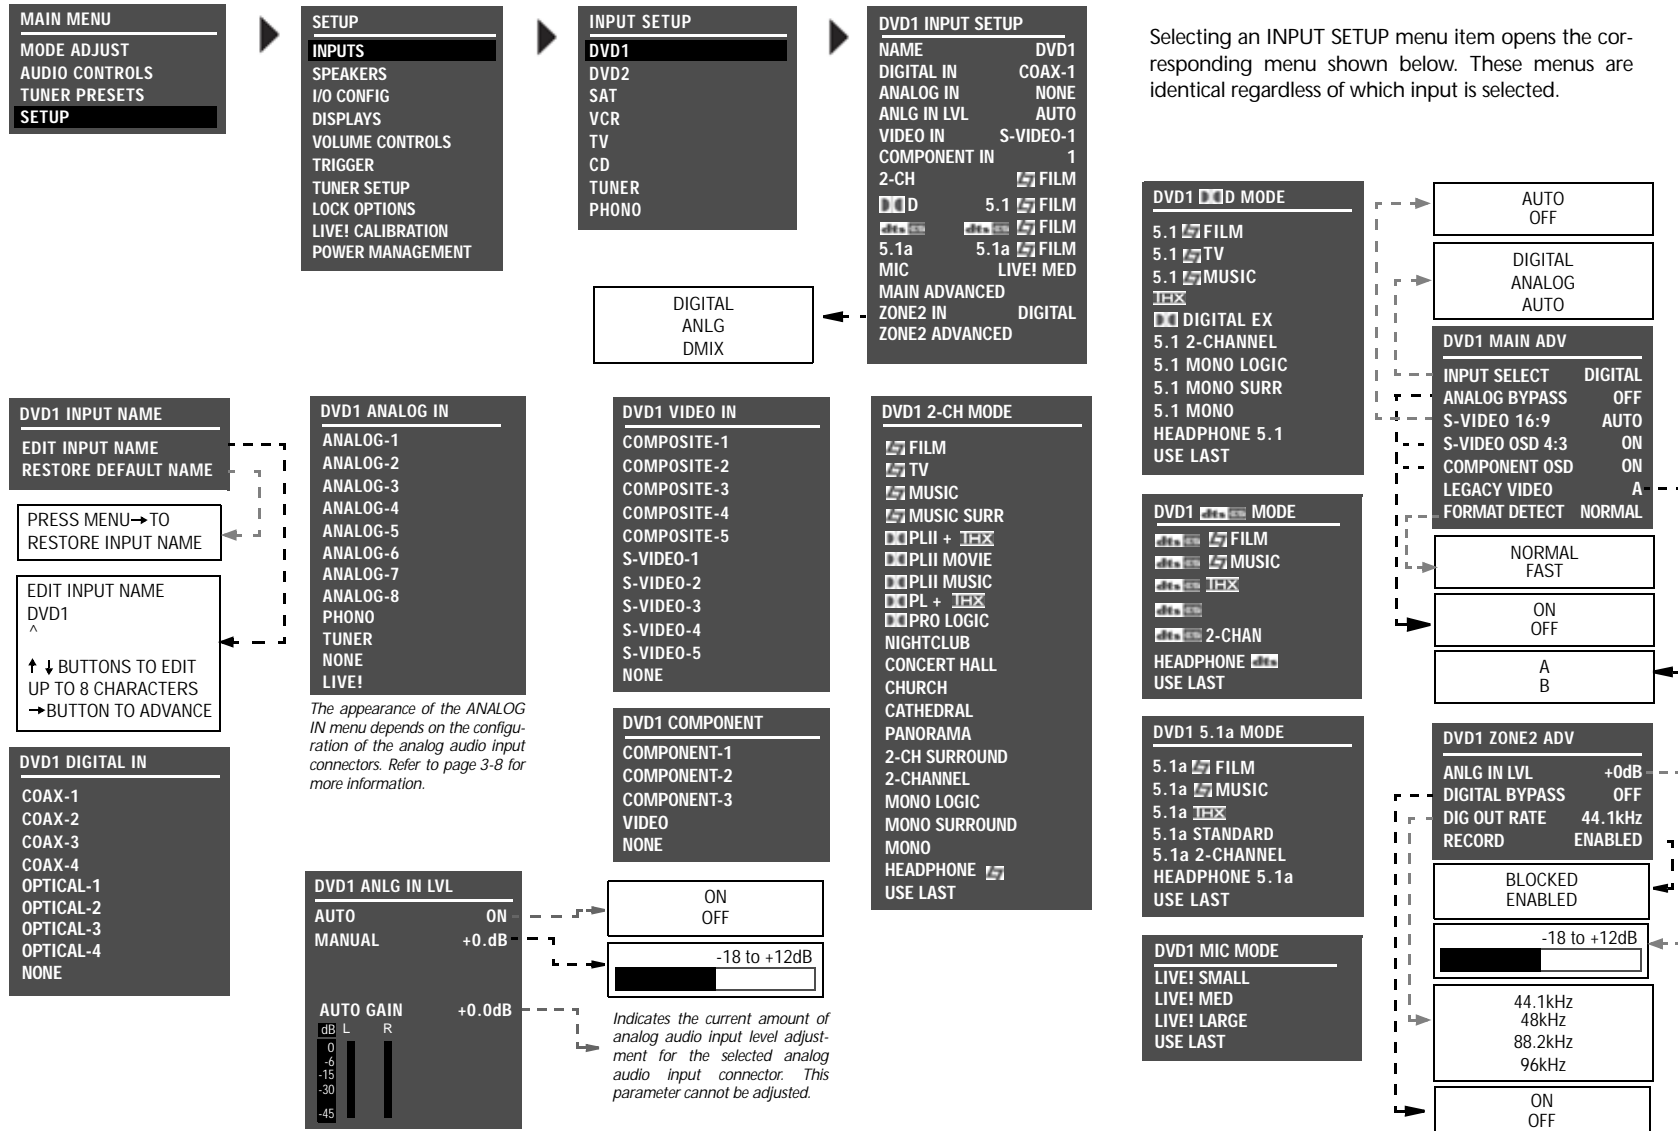 MAIN MENU
MODE ADJUST
AUDIO CONTROLS
TUNER PRESETS
SETUP
SETUP
INPUTS
SPEAKERS
I/O CONFIG
DISPLAYS
VOLUME CONTROLS
TRIGGER
TUNER SETUP
LOCK OPTIONS
LIVE! CALIBRATION
POWER MANAGEMENT
INPUT SETUP
DVD1
DVD2
SAT
VCR
TV
CD
TUNER
PHONO
DVD1 INPUT SETUP
NAME DVD1
DIGITAL IN COAX-1
ANALOG IN NONE
ANLG IN LVL AUTO
VIDEO IN S-VIDEO-1
COMPONENT IN 1
2-CH FILM
D 5.1 FILM
dts dts FILM
5.1a 5.1a FILM
MIC LIVE! MED
MAIN ADVANCED
ZONE2 IN DIGITAL
ZONE2 ADVANCED
DIGITAL
ANLG
DMIX
Selecting an INPUT SETUP menu item opens the cor-
responding menu shown below. These menus are
identical regardless of which input is selected.
DVD1 INPUT NAME
EDIT INPUT NAME
RESTORE DEFAULT NAME
PRESS MENU→TO
RESTORE INPUT NAME
EDIT INPUT NAME
DVD1
^
↑ ↓ BUTTONS TO EDIT
UP TO 8 CHARACTERS
→BUTTON TO ADVANCE
DVD1 DIGITAL IN
COAX-1
COAX-2
COAX-3
COAX-4
OPTICAL-1
OPTICAL-2
OPTICAL-3
OPTICAL-4
NONE
DVD1 ANALOG IN
ANALOG-1
ANALOG-2
ANALOG-3
ANALOG-4
ANALOG-5
ANALOG-6
ANALOG-7
ANALOG-8
PHONO
TUNER
NONE
LIVE!
The appearance of the ANALOG
IN menu depends on the configu-
ration of the analog audio input
connectors. Refer to page 3-8 for
more information.
DVD1 ANLG IN LVL
AUTO ON
MANUAL +0.dB
AUTO GAIN +0.0dB
dB L R
0
-6
-15
-30
-45
DVD1 VIDEO IN
COMPOSITE-1
COMPOSITE-2
COMPOSITE-3
COMPOSITE-4
COMPOSITE-5
S-VIDEO-1
S-VIDEO-2
S-VIDEO-3
S-VIDEO-4
S-VIDEO-5
NONE
DVD1 COMPONENT
COMPONENT-1
COMPONENT-2
COMPONENT-3
VIDEO
NONE
ON
OFF
-18 to +12dB
Indicates the current amount of
analog audio input level adjust-
ment for the selected analog
audio input connector. This
parameter cannot be adjusted.
DVD1 2-CH MODE
FILM
TV
MUSIC
MUSIC SURR
PLII + THX
PLII MOVIE
PLII MUSIC
PL + THX
PRO LOGIC
NIGHTCLUB
CONCERT HALL
CHURCH
CATHEDRAL
PANORAMA
2-CH SURROUND
2-CHANNEL
MONO LOGIC
MONO SURROUND
MONO
HEADPHONE
USE LAST
DVD1 D MODE
5.1 FILM
5.1 TV
5.1 MUSIC
THX
DIGITAL EX
5.1 2-CHANNEL
5.1 MONO LOGIC
5.1 MONO SURR
5.1 MONO
HEADPHONE 5.1
USE LAST
DVD1 dts MODE
dts FILM
dts MUSIC
dts THX
dts
dts 2-CHAN
HEADPHONE dts
USE LAST
DVD1 5.1a MODE
5.1a FILM
5.1a MUSIC
5.1a THX
5.1a STANDARD
5.1a 2-CHANNEL
HEADPHONE 5.1a
USE LAST
DVD1 MIC MODE
LIVE! SMALL
LIVE! MED
LIVE! LARGE
USE LAST
AUTO
OFF
DIGITAL
ANALOG
AUTO
DVD1 MAIN ADV
INPUT SELECT DIGITAL
ANALOG BYPASS OFF
S-VIDEO 16:9 AUTO
S-VIDEO OSD 4:3 ON
COMPONENT OSD ON
LEGACY VIDEO A
FORMAT DETECT NORMAL
NORMAL
FAST
ON
OFF
A
B
DVD1 ZONE2 ADV
ANLG IN LVL +0dB
DIGITAL BYPASS OFF
DIG OUT RATE 44.1kHz
RECORD ENABLED
BLOCKED
ENABLED
-18 to +12dB
44.1kHz
48kHz
88.2kHz
96kHz
ON
OFF